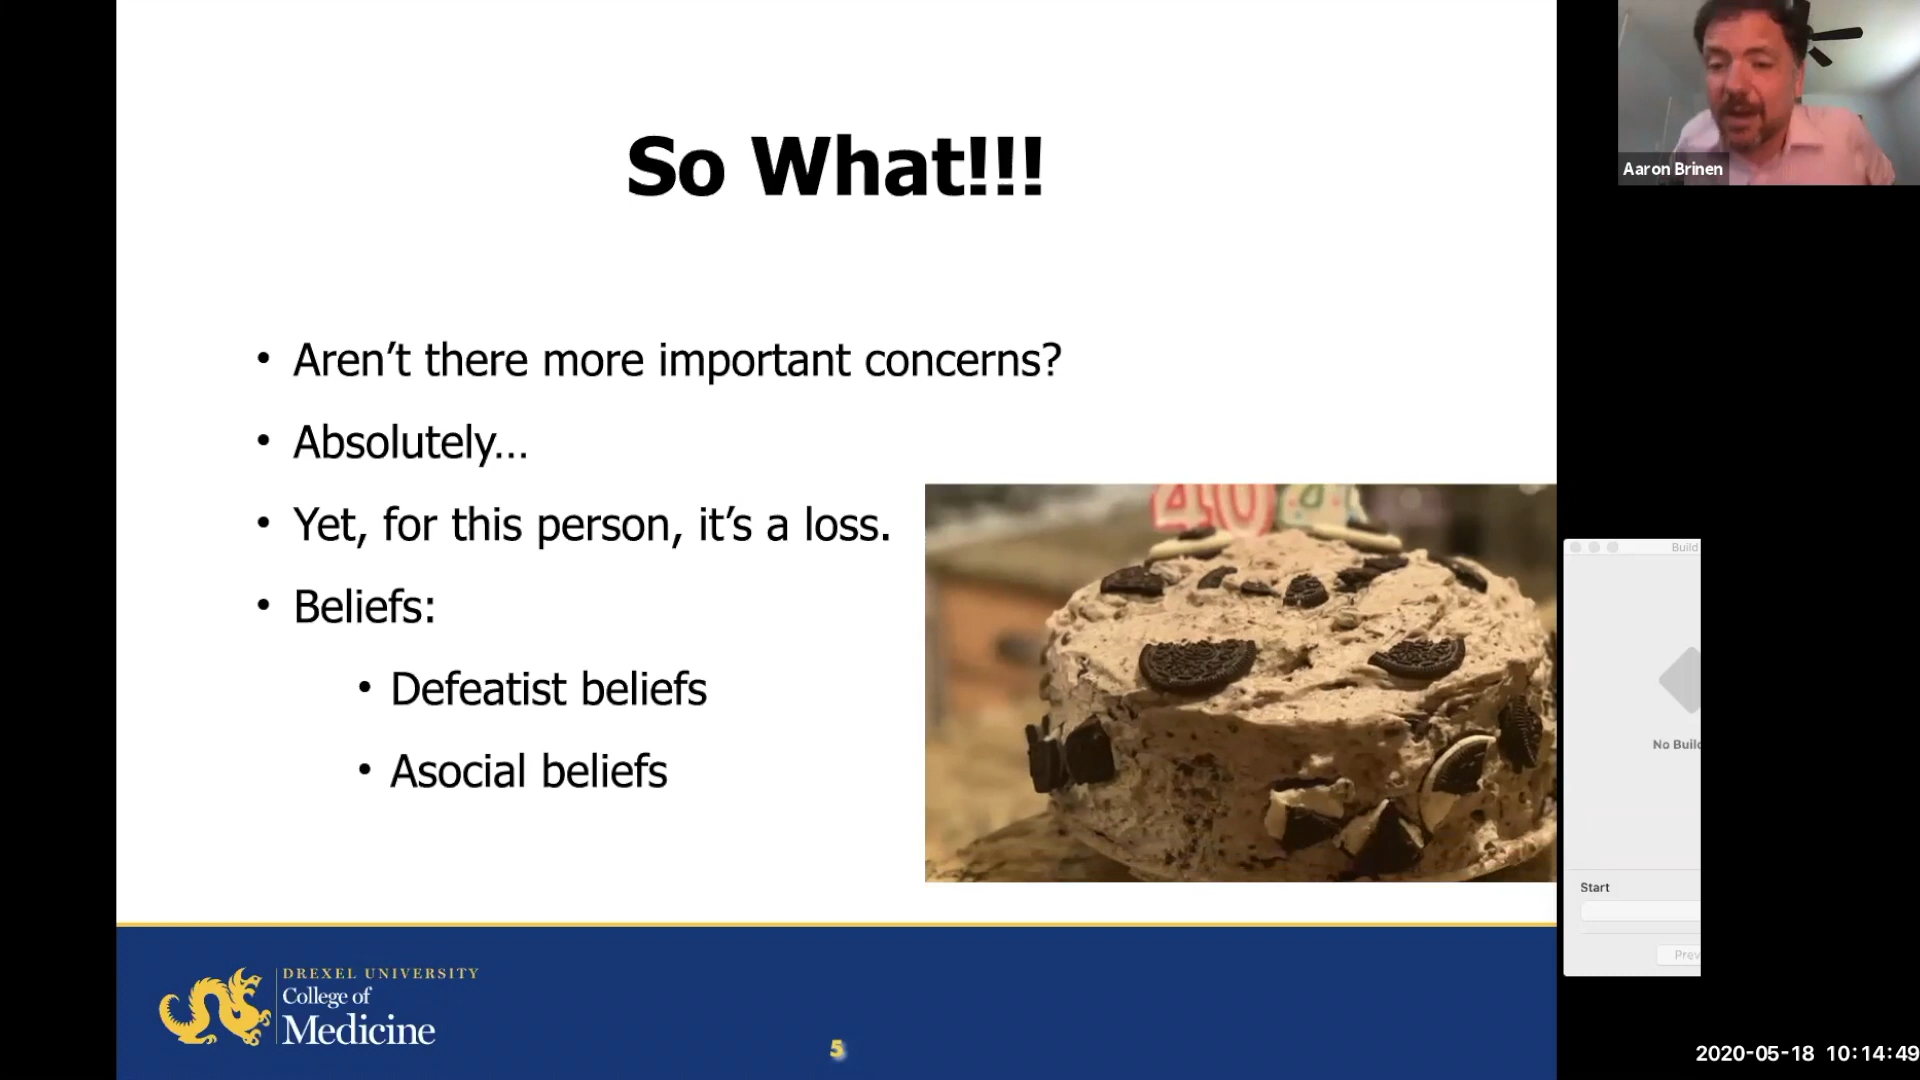 So What!!!
• Aren’t there more important concerns?
• Absolutely...
• Yet, for this person, it’s a loss.
• Beliefs:
• Defeatist beliefs
• Asocial beliefs
40 4
DREXEL UNIVERSITY
College of
Medicine
5
Aaron Brinen
Build
No Build
Start
Prev
2020-05-18 10:14:49